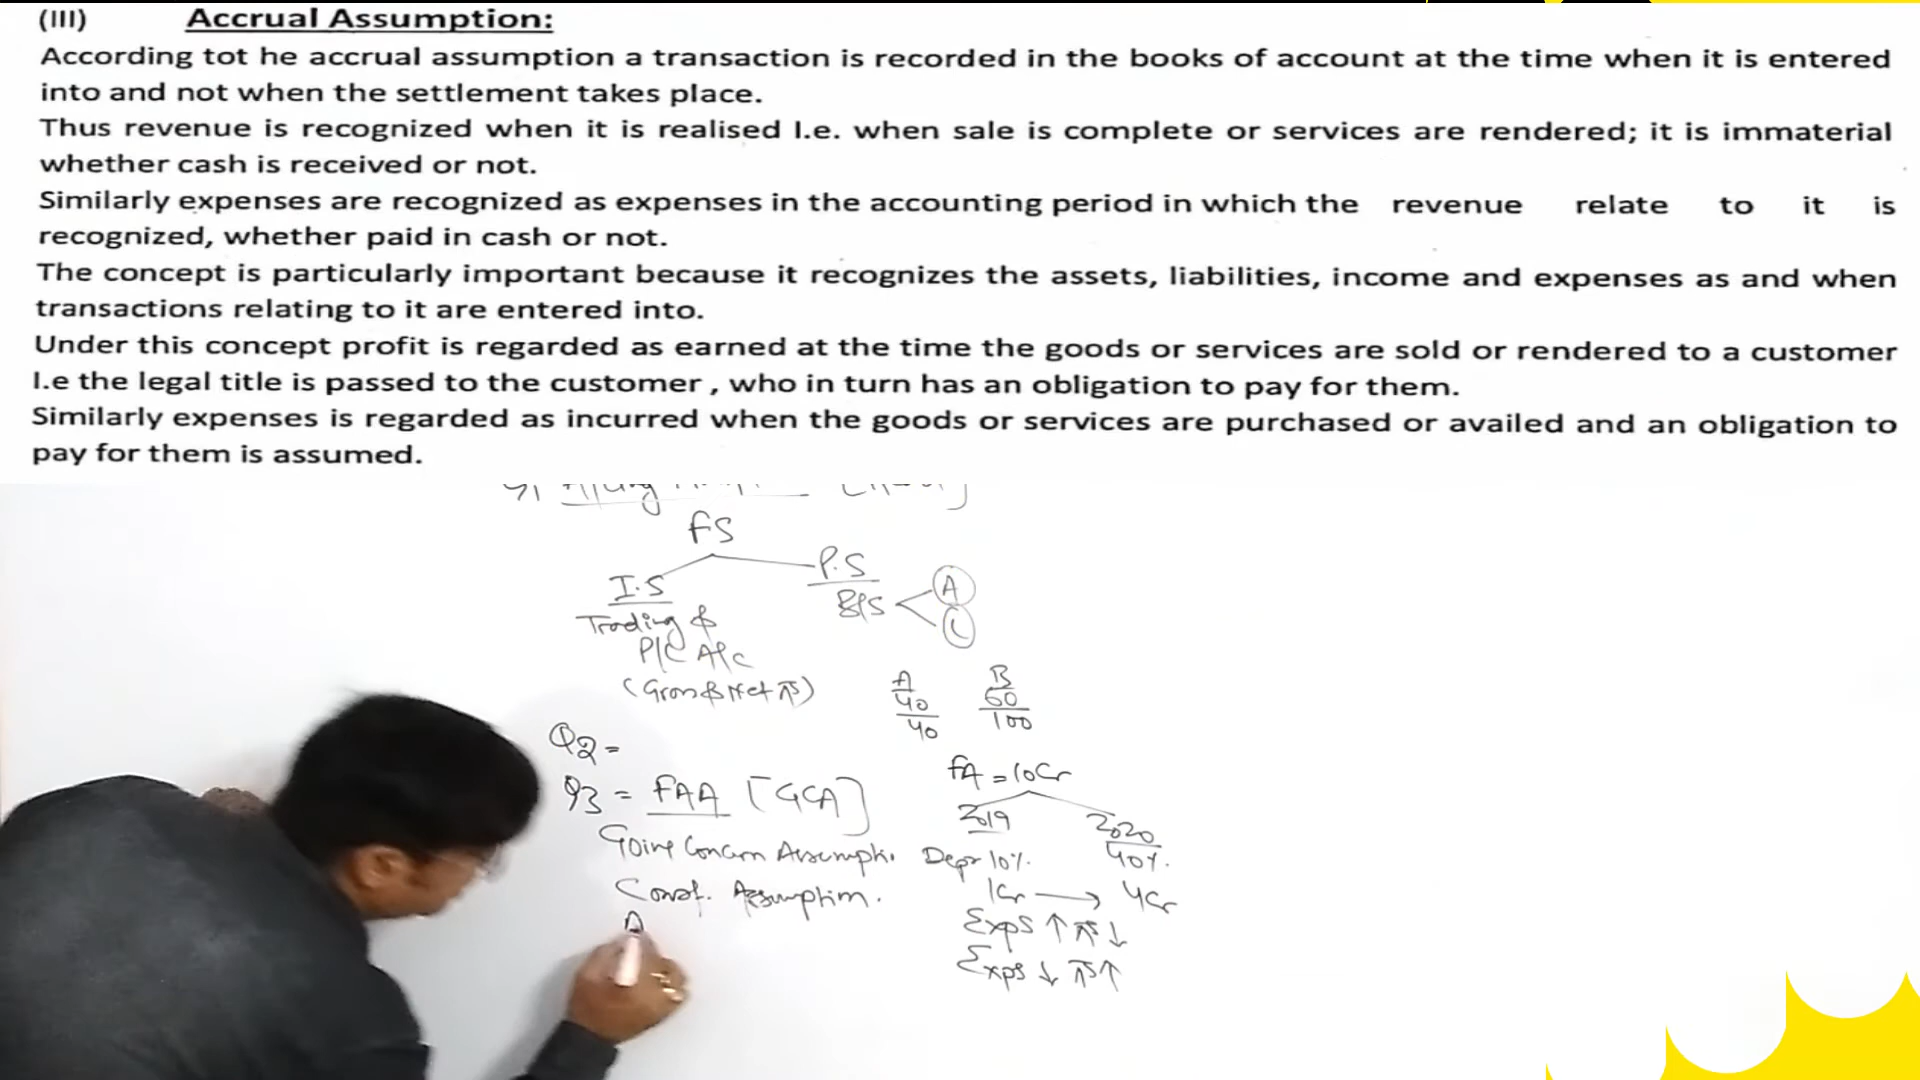 (III) Accrual Assumption:
According tot he accrual assumption a transaction is recorded in the books of account at the time when it is entered
into and not when the settlement takes place.
Thus revenue is recognized when it is realised I.e. when sale is complete or services are rendered; it is immaterial
whether cash is received or not.
Similarly expenses are recognized as expenses in the accounting period in which the revenue relate to it is
recognized, whether paid in cash or not.
The concept is particularly important because it recognizes the assets, liabilities, income and expenses as and when
transactions relating to it are entered into.
Under this concept profit is regarded as earned at the time the goods or services are sold or rendered to a customer
I.e the legal title is passed to the customer , who in turn has an obligation to pay for them.
Similarly expenses is regarded as incurred when the goods or services are purchased or availed and an obligation to
pay for them is assumed.
FS
I.S P.S
B/S A
L
Trading &
P/L A/c
(Gross & Net
A B
40 60
40 100
Q2 =
Q3 = FAA [GCA]
Going Concern Assumpt.
Const. Assumption.
A
FA = 10Cr
2019 2020
Depr 10% 40%.
1Cr → 4Cr
Exps ↑ ↓
Exps ↓ ↑